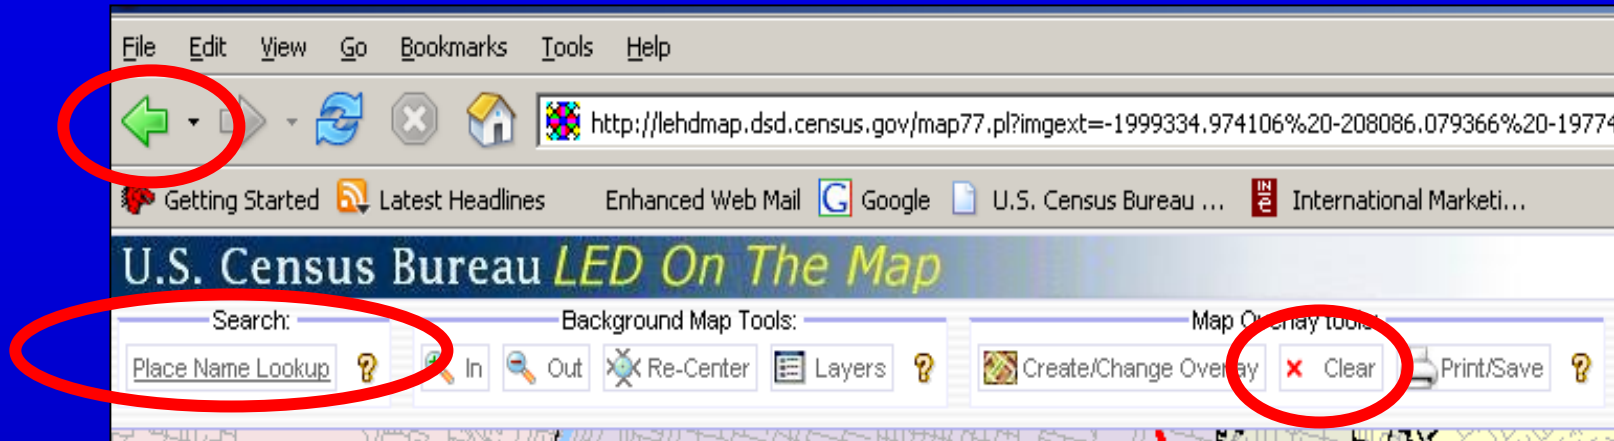 File Edit View Go Bookmarks Tools Help
http://lehdmap.dsd.census.gov/map77.pl?imgext=-1999334.974106%20-208086.079366%20-19774
Getting Started Latest Headlines Enhanced Web Mail G Google U.S. Census Bureau ... INE International Marketi...
U.S. Census Bureau LED On The Map
Search: Background Map Tools: Map Overlay tools:
Place Name Lookup ? In Out Re-Center Layers ? Create/Change Overlay Clear Print/Save ?